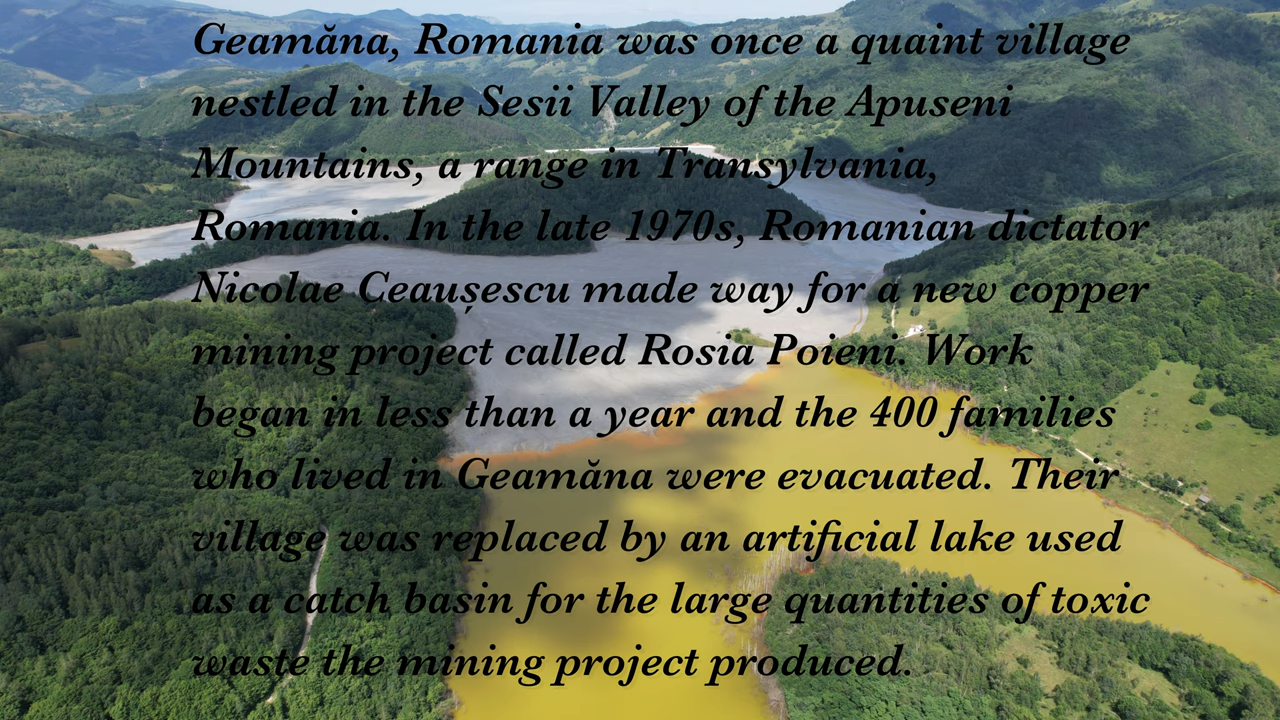 Geamăna, Romania was once a quaint village
nestled in the Sesii Valley of the Apuseni
Mountains, a range in Transylvania,
Romania. In the late 1970s, Romanian dictator
Nicolae Ceaușescu made way for a new copper
mining project called Rosia Poieni. Work
began in less than a year and the 400 families
who lived in Geamăna were evacuated. Their
village was replaced by an artificial lake used
as a catch basin for the large quantities of toxic
waste the mining project produced.